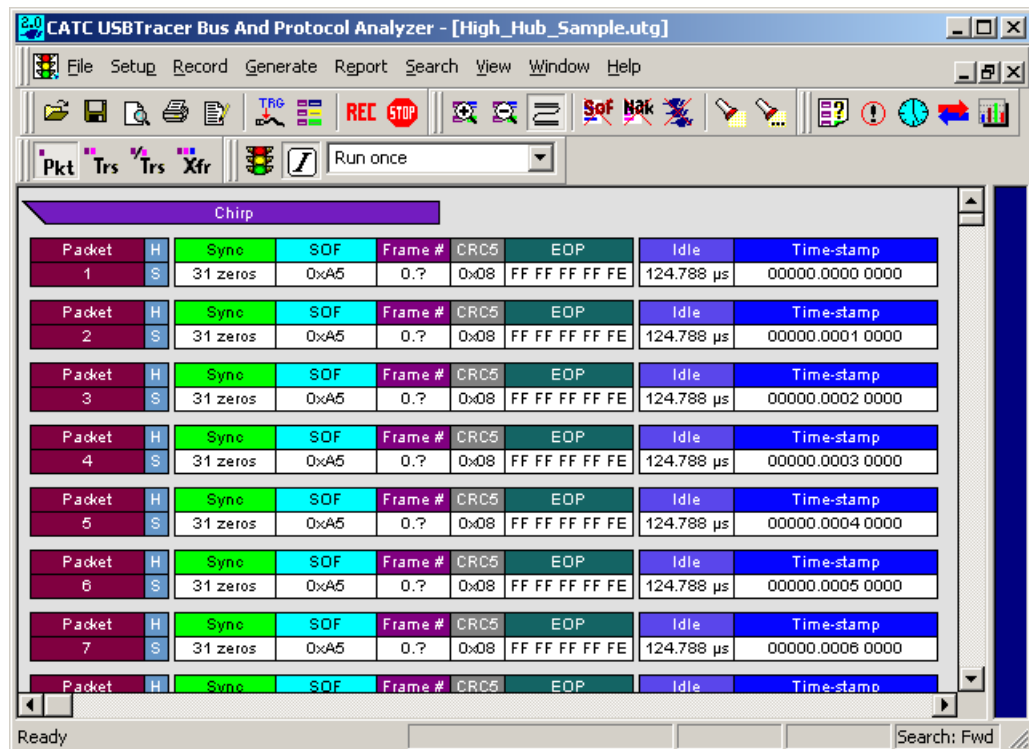 2.0 CATC USBTracer Bus And Protocol Analyzer - [High_Hub_Sample.utg]
File Setup Record Generate Report Search View Window Help
TRG REC STOP SOF Nak
Pkt Trs Trs Xfr I Run once
Chirp
Packet H Sync SOF Frame # CRC5 EOP Idle Time-stamp
1 S 31 zeros 0xA5 0.? 0x08 FF FF FF FF FE 124.788 µs 00000.0000 0000
Packet H Sync SOF Frame # CRC5 EOP Idle Time-stamp
2 S 31 zeros 0xA5 0.? 0x08 FF FF FF FF FE 124.788 µs 00000.0001 0000
Packet H Sync SOF Frame # CRC5 EOP Idle Time-stamp
3 S 31 zeros 0xA5 0.? 0x08 FF FF FF FF FE 124.788 µs 00000.0002 0000
Packet H Sync SOF Frame # CRC5 EOP Idle Time-stamp
4 S 31 zeros 0xA5 0.? 0x08 FF FF FF FF FE 124.788 µs 00000.0003 0000
Packet H Sync SOF Frame # CRC5 EOP Idle Time-stamp
5 S 31 zeros 0xA5 0.? 0x08 FF FF FF FF FE 124.788 µs 00000.0004 0000
Packet H Sync SOF Frame # CRC5 EOP Idle Time-stamp
6 S 31 zeros 0xA5 0.? 0x08 FF FF FF FF FE 124.788 µs 00000.0005 0000
Packet H Sync SOF Frame # CRC5 EOP Idle Time-stamp
7 S 31 zeros 0xA5 0.? 0x08 FF FF FF FF FE 124.788 µs 00000.0006 0000
Packet H Sync SOF Frame # CRC5 EOP Idle Time-stamp
Ready Search: Fwd